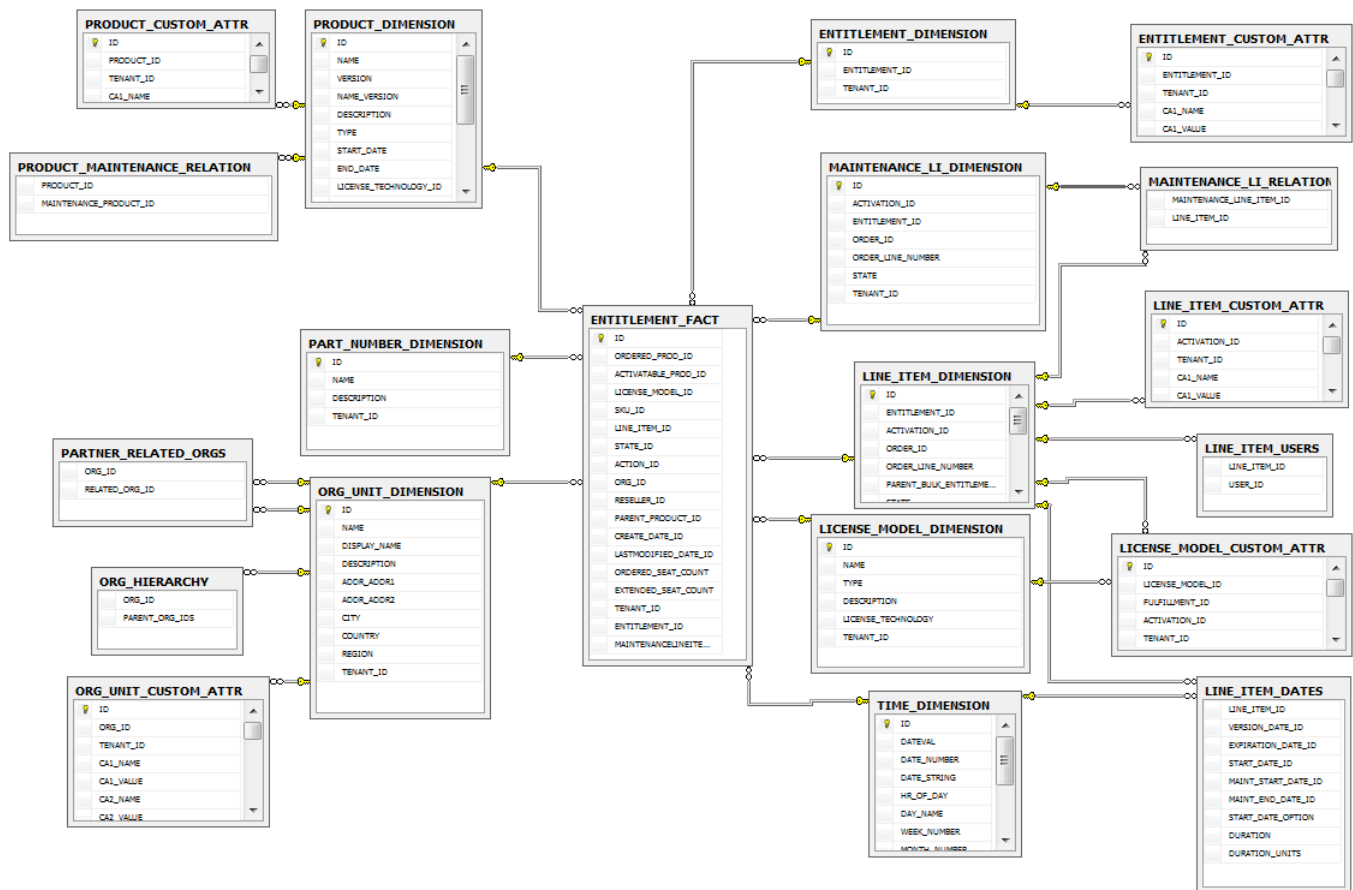 PRODUCT_CUSTOM_ATTR
ID
PRODUCT_ID
TENANT_ID
CA1_NAME
PRODUCT_DIMENSION
ID
NAME
VERSION
NAME_VERSION
DESCRIPTION
TYPE
START_DATE
END_DATE
LICENSE_TECHNOLOGY_ID
ENTITLEMENT_DIMENSION
ID
ENTITLEMENT_ID
TENANT_ID
ENTITLEMENT_CUSTOM_ATTR
ID
ENTITLEMENT_ID
TENANT_ID
CA1_NAME
CA1_VALUE
PRODUCT_MAINTENANCE_RELATION
PRODUCT_ID
MAINTENANCE_PRODUCT_ID
MAINTENANCE_LI_DIMENSION
ID
ACTIVATION_ID
ENTITLEMENT_ID
ORDER_ID
ORDER_LINE_NUMBER
STATE
TENANT_ID
MAINTENANCE_LI_RELATION
MAINTENANCE_LINE_ITEM_ID
LINE_ITEM_ID
ENTITLEMENT_FACT
ID
ORDERED_PROD_ID
ACTIVATABLE_PROD_ID
LICENSE_MODEL_ID
SKU_ID
LINE_ITEM_ID
STATE_ID
ACTION_ID
ORG_ID
RESELLER_ID
PARENT_PRODUCT_ID
CREATE_DATE_ID
LASTMODIFIED_DATE_ID
ORDERED_SEAT_COUNT
EXTENDED_SEAT_COUNT
TENANT_ID
ENTITLEMENT_ID
MAINTENANCELINEITE...
LINE_ITEM_CUSTOM_ATTR
ID
ACTIVATION_ID
TENANT_ID
CA1_NAME
CA1_VALUE
PART_NUMBER_DIMENSION
ID
NAME
DESCRIPTION
TENANT_ID
LINE_ITEM_DIMENSION
ID
ENTITLEMENT_ID
ACTIVATION_ID
ORDER_ID
ORDER_LINE_NUMBER
PARENT_BULK_ENTITLEME...
STATE
LINE_ITEM_USERS
LINE_ITEM_ID
USER_ID
PARTNER_RELATED_ORGS
ORG_ID
RELATED_ORG_ID
ORG_UNIT_DIMENSION
ID
NAME
DISPLAY_NAME
DESCRIPTION
ADDR_ADDR1
ADDR_ADDR2
CITY
COUNTRY
REGION
TENANT_ID
LICENSE_MODEL_DIMENSION
ID
NAME
TYPE
DESCRIPTION
LICENSE_TECHNOLOGY
TENANT_ID
LICENSE_MODEL_CUSTOM_ATTR
ID
LICENSE_MODEL_ID
FULFILLMENT_ID
ACTIVATION_ID
TENANT_ID
ORG_HIERARCHY
ORG_ID
PARENT_ORG_IDS
ORG_UNIT_CUSTOM_ATTR
ID
ORG_ID
TENANT_ID
CA1_NAME
CA1_VALUE
CA2_NAME
CA2_VALUE
TIME_DIMENSION
ID
DATEVAL
DATE_NUMBER
DATE_STRING
HR_OF_DAY
DAY_NAME
WEEK_NUMBER
MONTH_NUMBER
LINE_ITEM_DATES
LINE_ITEM_ID
VERSION_DATE_ID
EXPIRATION_DATE_ID
START_DATE_ID
MAINT_START_DATE_ID
MAINT_END_DATE_ID
START_DATE_OPTION
DURATION
DURATION_UNITS